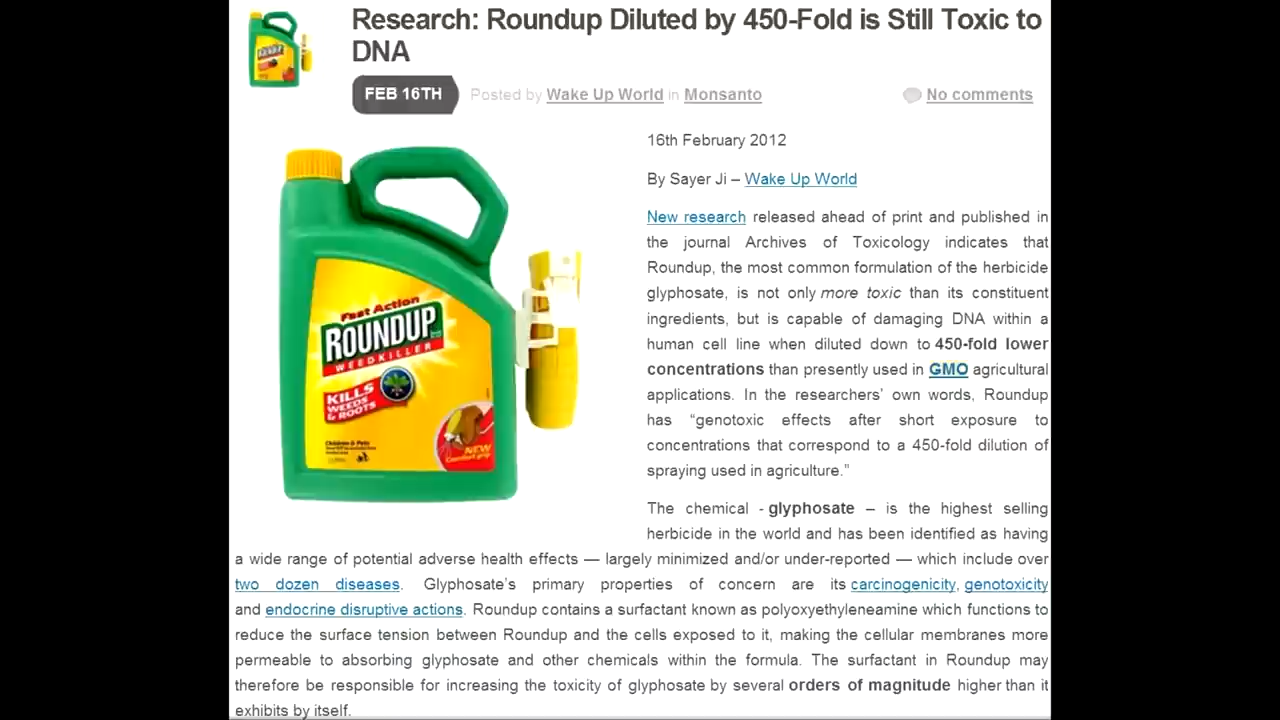 Research: Roundup Diluted by 450-Fold is Still Toxic to
DNA
FEB 16TH
Posted by Wake Up World in Monsanto
No comments
16th February 2012
By Sayer Ji – Wake Up World
New research released ahead of print and published in
the journal Archives of Toxicology indicates that
Roundup, the most common formulation of the herbicide
glyphosate, is not only more toxic than its constituent
ingredients, but is capable of damaging DNA within a
human cell line when diluted down to 450-fold lower
concentrations than presently used in GMO agricultural
applications. In the researchers' own words, Roundup
has “genotoxic effects after short exposure to
concentrations that correspond to a 450-fold dilution of
spraying used in agriculture.”
Fast Action
ROUNDUP
WEEDKILLER
KILLS
WEEDS
& ROOTS
Children & Pets
NEW
Comfort grip
The chemical - glyphosate – is the highest selling
herbicide in the world and has been identified as having
a wide range of potential adverse health effects — largely minimized and/or under-reported — which include over
two dozen diseases. Glyphosate's primary properties of concern are its carcinogenicity, genotoxicity
and endocrine disruptive actions. Roundup contains a surfactant known as polyoxyethyleneamine which functions to
reduce the surface tension between Roundup and the cells exposed to it, making the cellular membranes more
permeable to absorbing glyphosate and other chemicals within the formula. The surfactant in Roundup may
therefore be responsible for increasing the toxicity of glyphosate by several orders of magnitude higher than it
exhibits by itself.